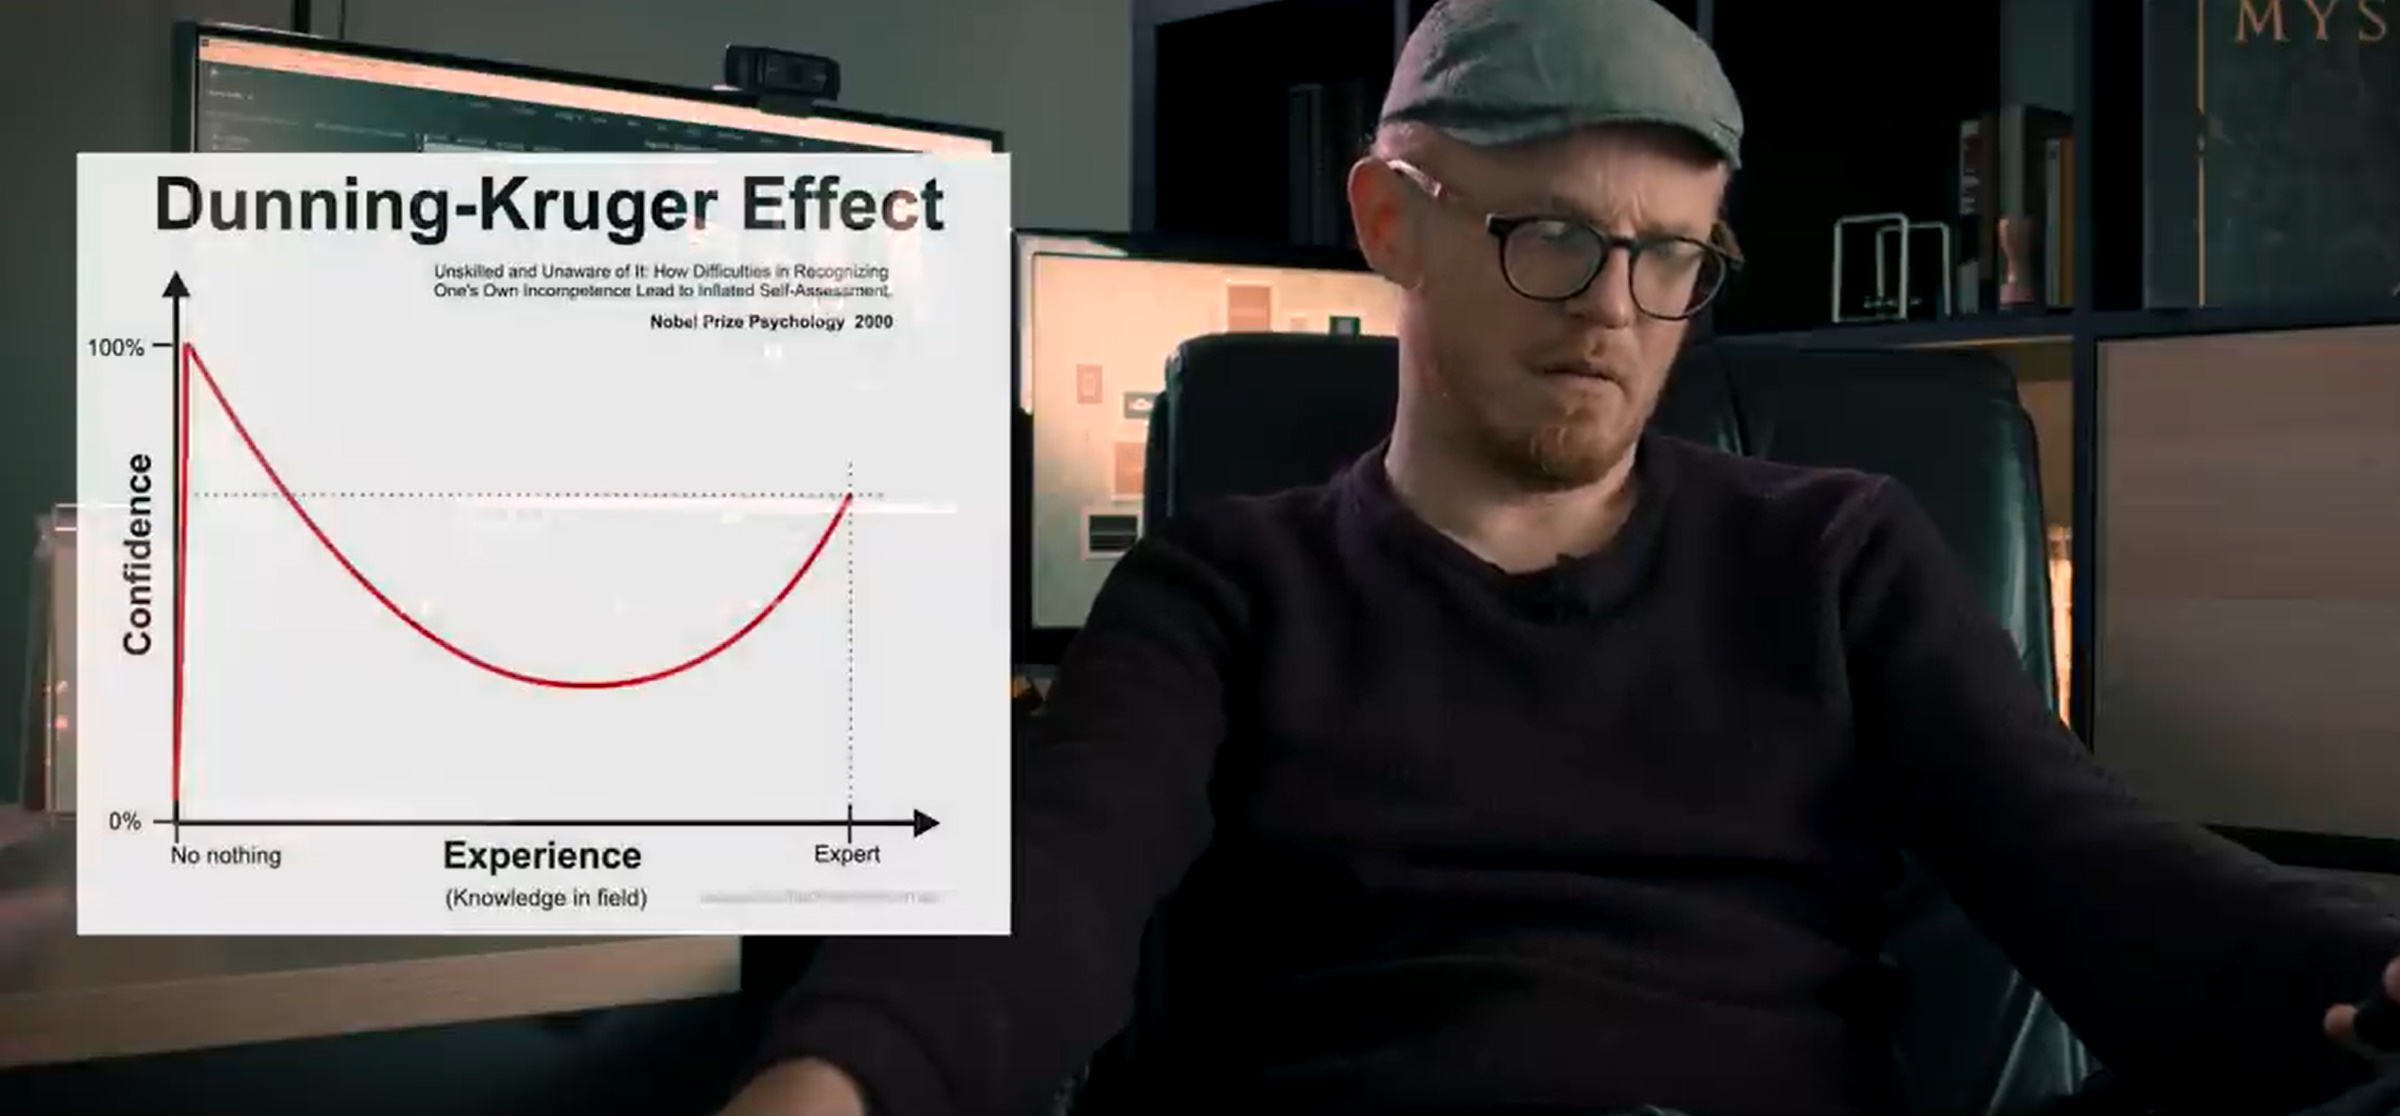 MYS
Dunning-Kruger Effect
Unskilled and Unaware of It: How Difficulties in Recognizing
One's Own Incompetence Lead to Inflated Self-Assessment.
Nobel Prize Psychology 2000
100%
Confidence
0%
No nothing
Experience
Expert
(Knowledge in field)